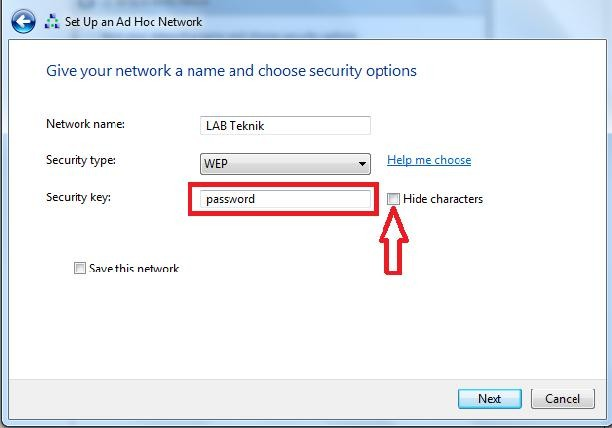 Set Up an Ad Hoc Network
Give your network a name and choose security options
Network name:
LAB Teknik
Security type:
WEP
Help me choose
Security key:
password
Hide characters
Save this network
Next
Cancel